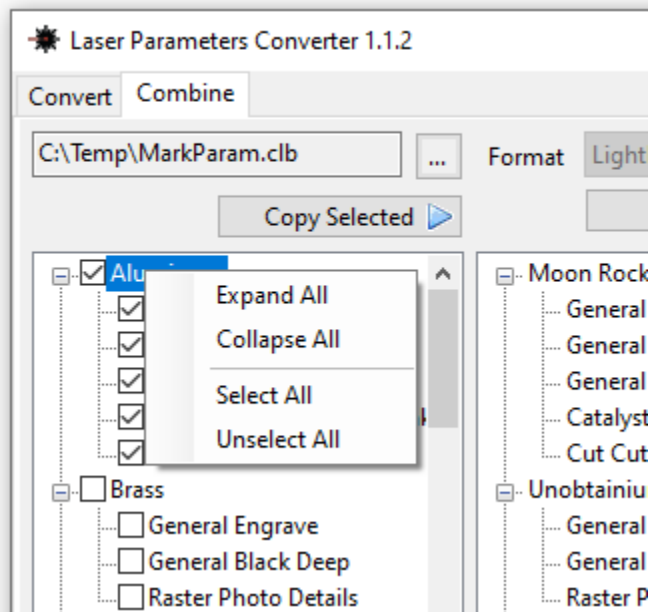 Laser Parameters Converter 1.1.2
Convert Combine
C:\Temp\MarkParam.clb ... Format Light
Copy Selected
Expand All
Collapse All
Select All
Unselect All
Brass
General Engrave
General Black Deep
Raster Photo Details
Moon Rock
General
General
General
Catalyst
Cut Cut
Unobtainiu
General
General
Raster P